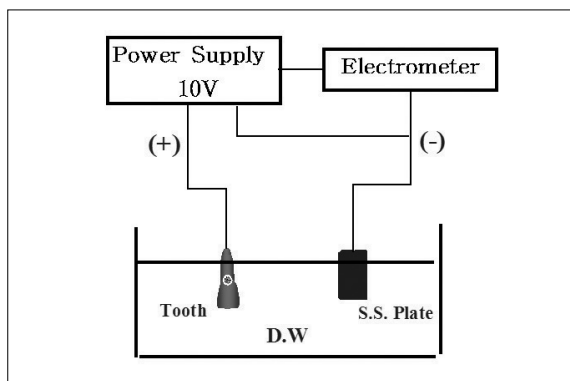 Power Supply
10V
Electrometer
(+)
(-)
Tooth
S.S. Plate
D.W